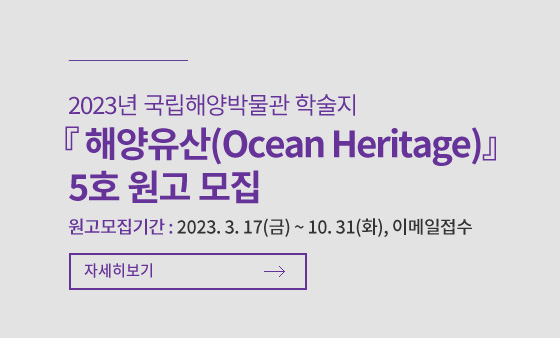 2023년 국립해양박물관 학술지
『해양유산(Ocean Heritage)』
5호 원고 모집
원고모집기간 : 2023. 3. 17(금) ~ 10. 31(화), 이메일접수
자세히보기